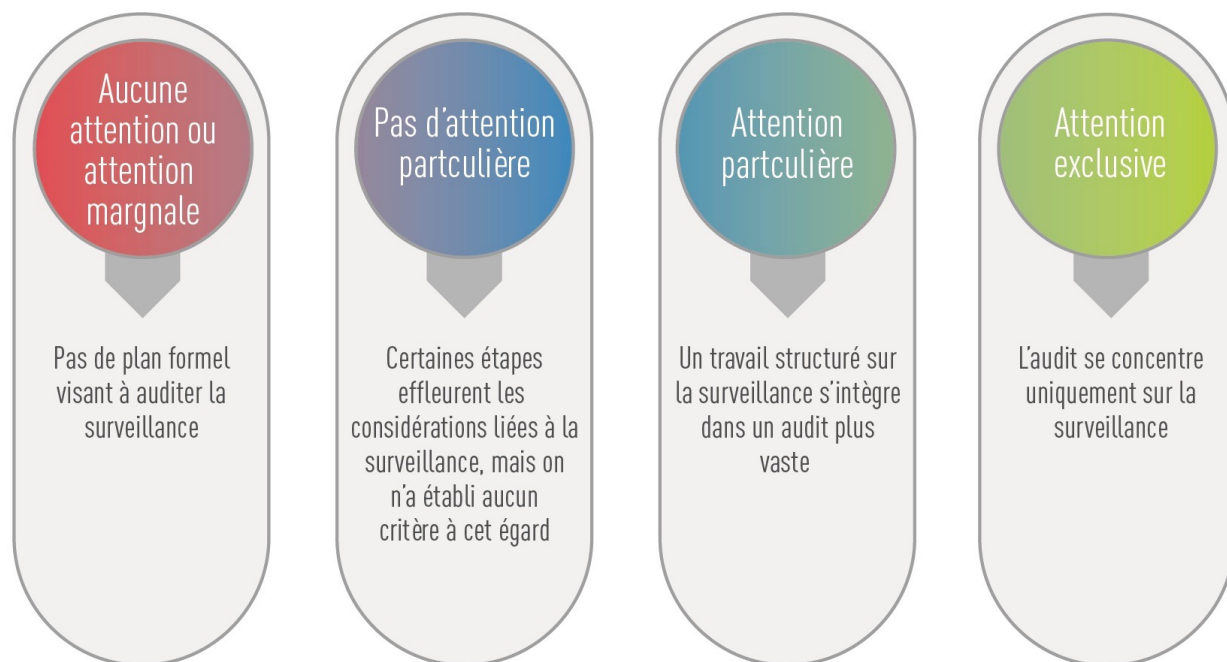 Aucune
attention ou
attention
margnale
Pas de plan formel
visant à auditer la
surveillance
Pas d'attention
partculière
Certaines étapes
effleurent les
considérations liées à la
surveillance, mais on
n'a établi aucun
critère à cet égard
Attention
partculière
Un travail structuré sur
la surveillance s'intègre
dans un audit plus
vaste
Attention
exclusive
L'audit se concentre
uniquement sur la
surveillance